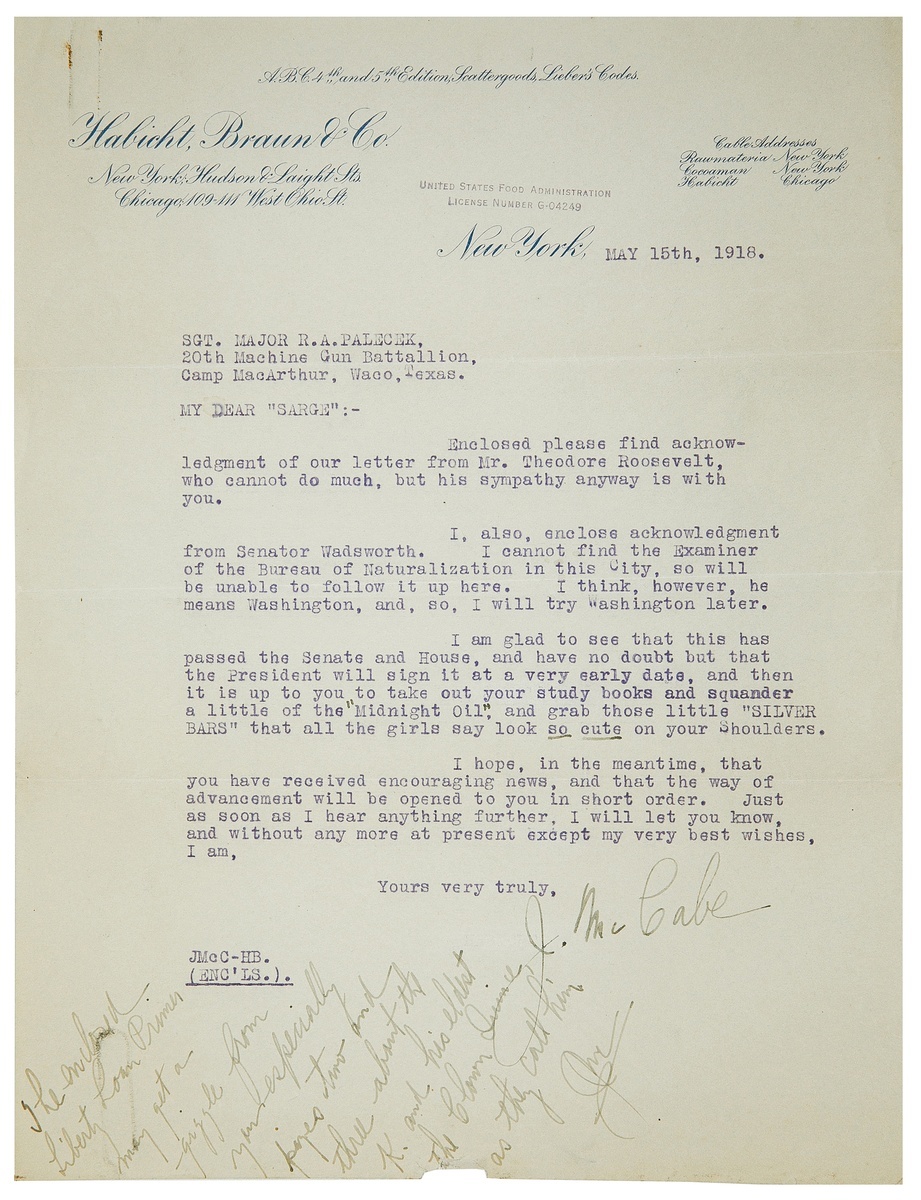 A.B.C. 4th and 5th Edition, Scattergoods, Lieber's Codes.
Habicht, Braun & Co.
New York, Hudson & Laight Sts.
Chicago, 109-111 West Ohio St.
Cable Addresses
Rawmateria New York
Cocoaman New York
Habicht Chicago
UNITED STATES FOOD ADMINISTRATION
LICENSE NUMBER G-04249
New York, MAY 15th, 1918.
SGT. MAJOR R.A.PALECEK,
20th Machine Gun Battallion,
Camp MacArthur, Waco, Texas.
MY DEAR "SARGE":-
Enclosed please find acknow-
ledgment of our letter from Mr. Theodore Roosevelt,
who cannot do much, but his sympathy anyway is with
you.
I, also, enclose acknowledgment
from Senator Wadsworth. I cannot find the Examiner
of the Bureau of Naturalization in this City, so will
be unable to follow it up here. I think, however, he
means Washington, and, so, I will try Washington later.
I am glad to see that this has
passed the Senate and House, and have no doubt but that
the President will sign it at a very early date, and then
it is up to you to take out your study books and squander
a little of the "Midnight Oil", and grab those little "SILVER
BARS" that all the girls say look so cute on your Shoulders.
I hope, in the meantime, that
you have received encouraging news, and that the way of
advancement will be opened to you in short order. Just
as soon as I hear anything further, I will let you know,
and without any more at present except my very best wishes,
I am,
Yours very truly,
J. McCabe
JMcC-HB.
(ENC'LS.).
The enclosed
Liberty Loan Primer
may get a
giggle from
you especially
pages two and
three about the
K. and his eldest
the Clown
as they call him